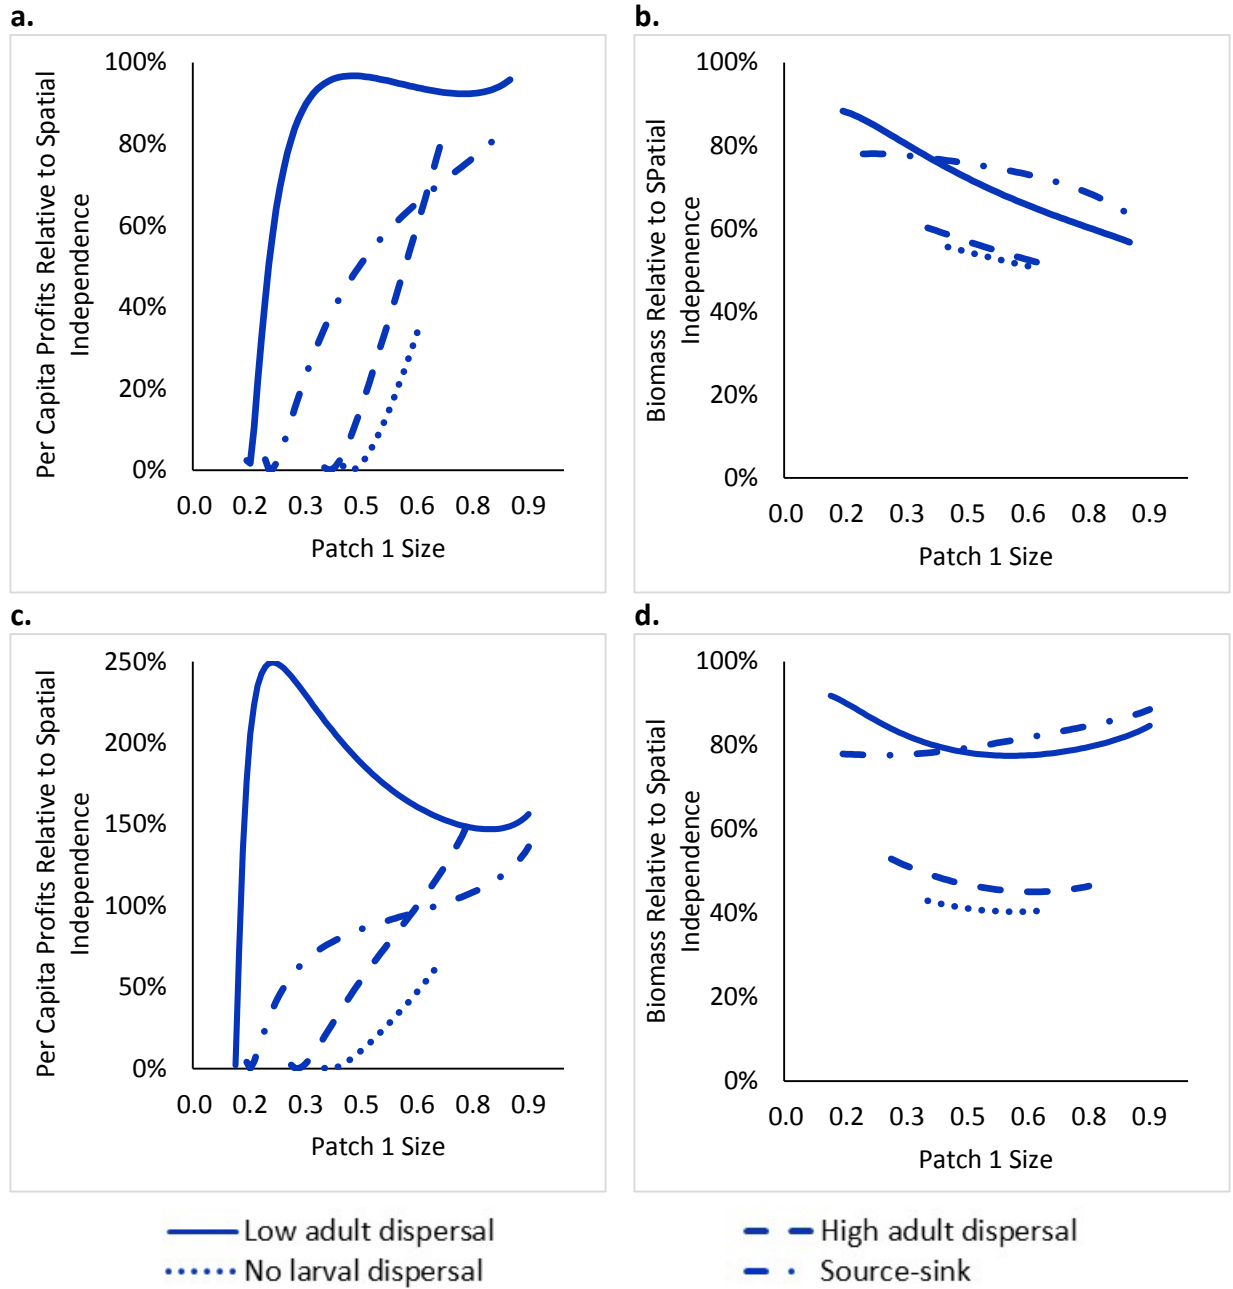 a.
Per Capita Profits Relative to Spatial
Independence
100%
80%
60%
40%
20%
0%
0.0 0.2 0.3 0.5 0.6 0.8 0.9
Patch 1 Size
b.
Biomass Relative to SPatial
Indepenence
100%
80%
60%
40%
20%
0%
0.0 0.2 0.3 0.5 0.6 0.8 0.9
Patch 1 Size
c.
Per Capita Profits Relative to Spatial
Independence
250%
200%
150%
100%
50%
0%
0.0 0.2 0.3 0.5 0.6 0.8 0.9
Patch 1 Size
d.
Biomass Relative to Spatial
Independence
100%
80%
60%
40%
20%
0%
0.0 0.2 0.3 0.5 0.6 0.8 0.9
Patch 1 Size
Low adult dispersal
High adult dispersal
No larval dispersal
Source-sink